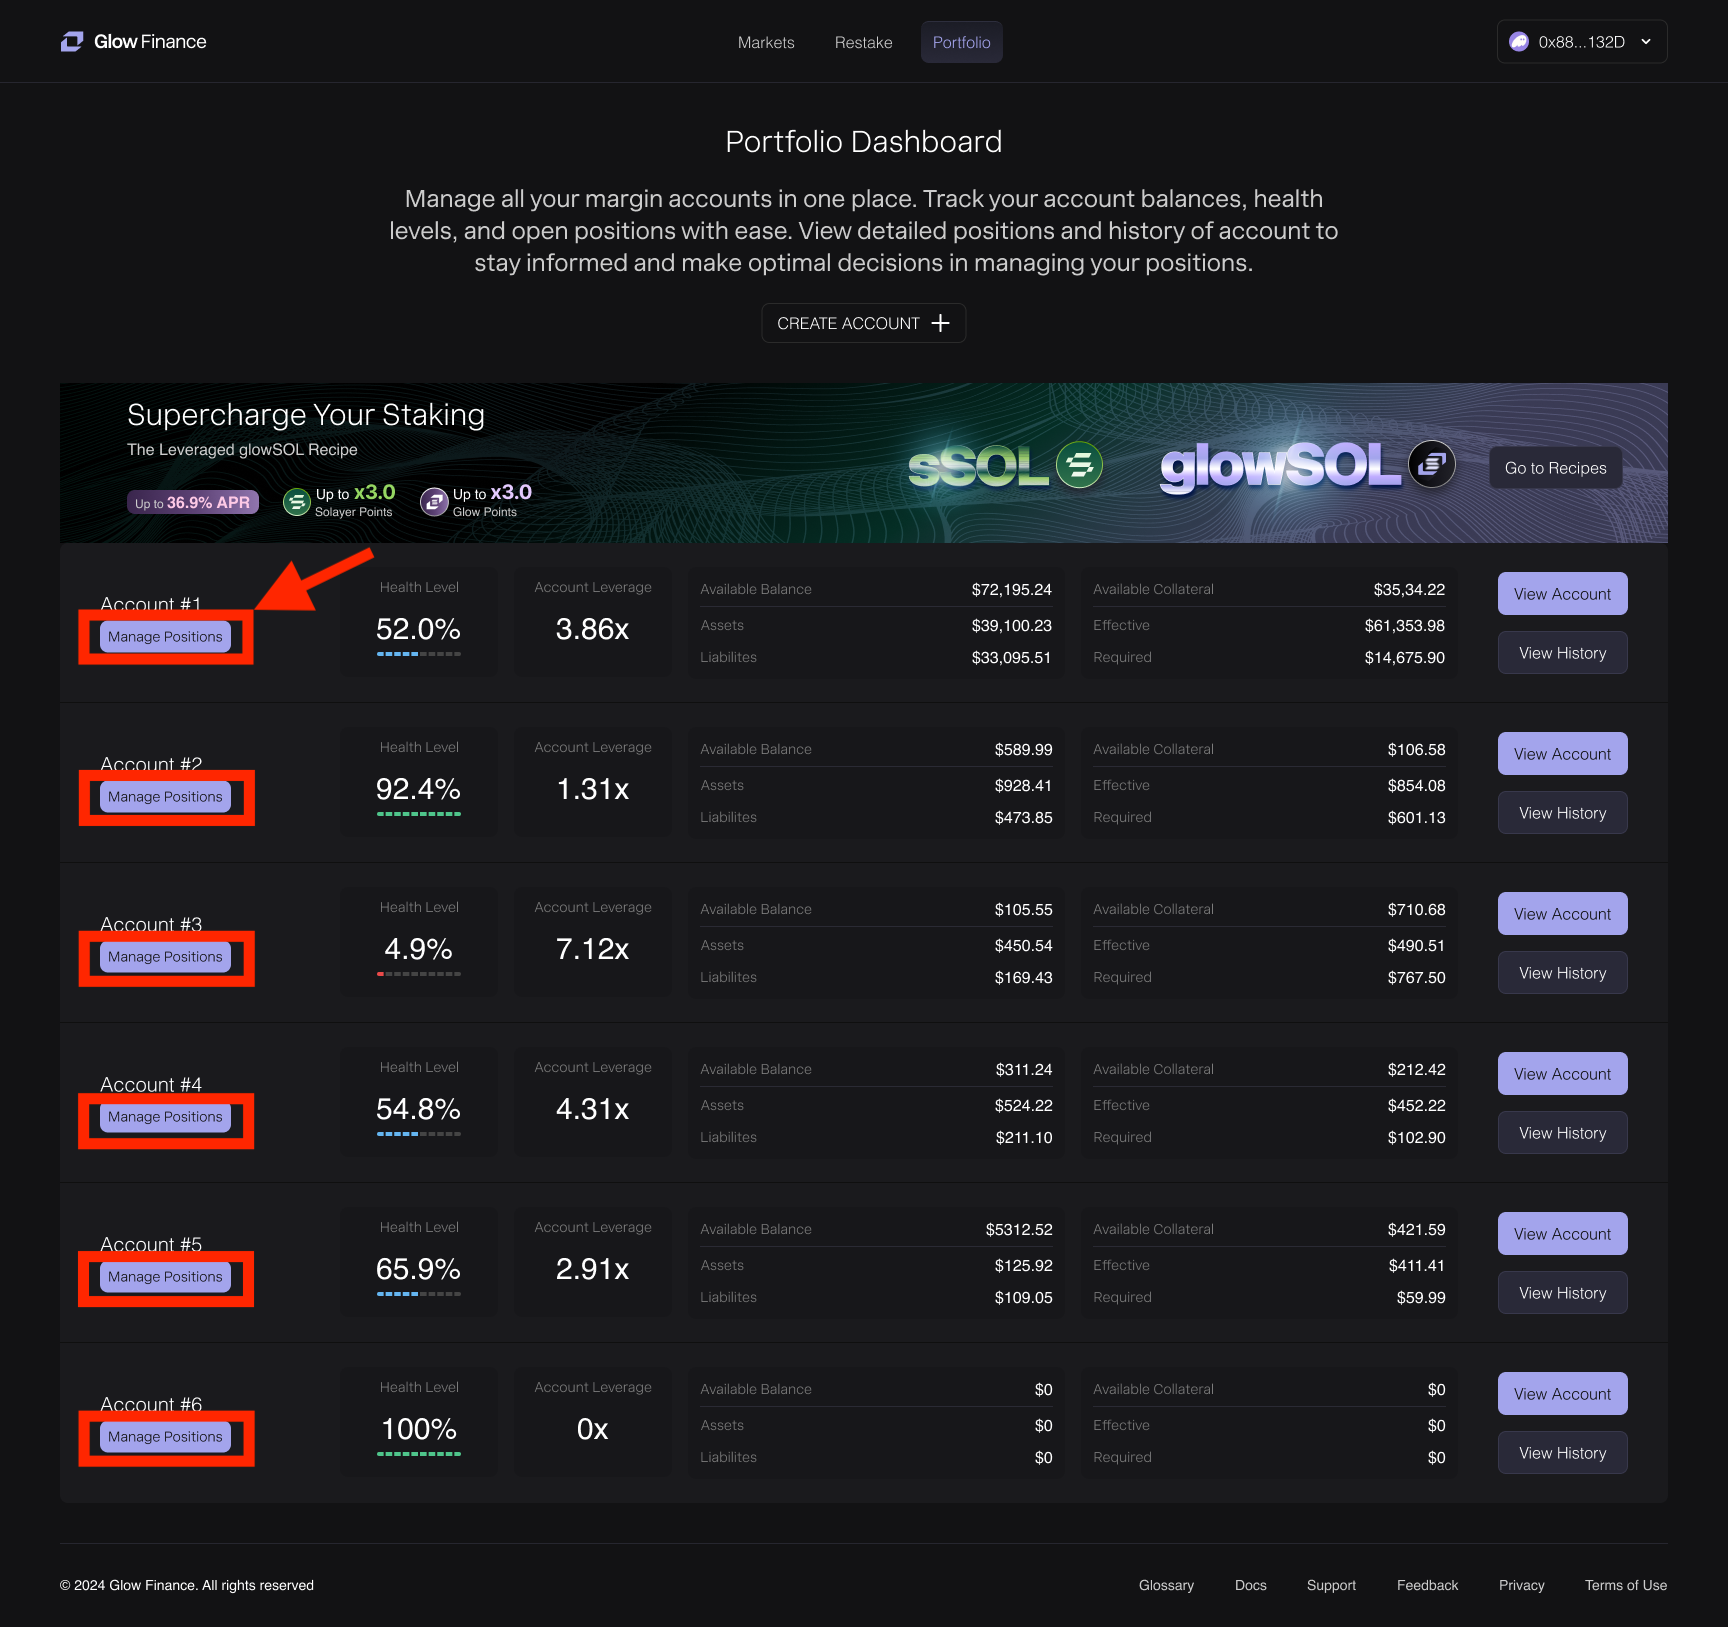 Glow Finance
Markets
Restake
Portfolio
0x88...132D
Portfolio Dashboard
Manage all your margin accounts in one place. Track your account balances, health
levels, and open positions with ease. View detailed positions and history of account to
stay informed and make optimal decisions in managing your positions.
CREATE ACCOUNT
Supercharge Your Staking
The Leveraged glowSOL Recipe
Up to 36.9% APR
Up to x3.0
Solayer Points
Up to x3.0
Glow Points
sSOL
glowSOL
Go to Recipes
Account #1
Manage Positions
Health Level
52.0%
Account Leverage
3.86x
Available Balance $72,195.24
Assets $39,100.23
Liabilites $33,095.51
Available Collateral $35,34.22
Effective $61,353.98
Required $14,675.90
View Account
View History
Account #2
Manage Positions
Health Level
92.4%
Account Leverage
1.31x
Available Balance $589.99
Assets $928.41
Liabilites $473.85
Available Collateral $106.58
Effective $854.08
Required $601.13
View Account
View History
Account #3
Manage Positions
Health Level
4.9%
Account Leverage
7.12x
Available Balance $105.55
Assets $450.54
Liabilites $169.43
Available Collateral $710.68
Effective $490.51
Required $767.50
View Account
View History
Account #4
Manage Positions
Health Level
54.8%
Account Leverage
4.31x
Available Balance $311.24
Assets $524.22
Liabilites $211.10
Available Collateral $212.42
Effective $452.22
Required $102.90
View Account
View History
Account #5
Manage Positions
Health Level
65.9%
Account Leverage
2.91x
Available Balance $5312.52
Assets $125.92
Liabilites $109.05
Available Collateral $421.59
Effective $411.41
Required $59.99
View Account
View History
Account #6
Manage Positions
Health Level
100%
Account Leverage
0x
Available Balance $0
Assets $0
Liabilites $0
Available Collateral $0
Effective $0
Required $0
View Account
View History
© 2024 Glow Finance. All rights reserved
Glossary
Docs
Support
Feedback
Privacy
Terms of Use